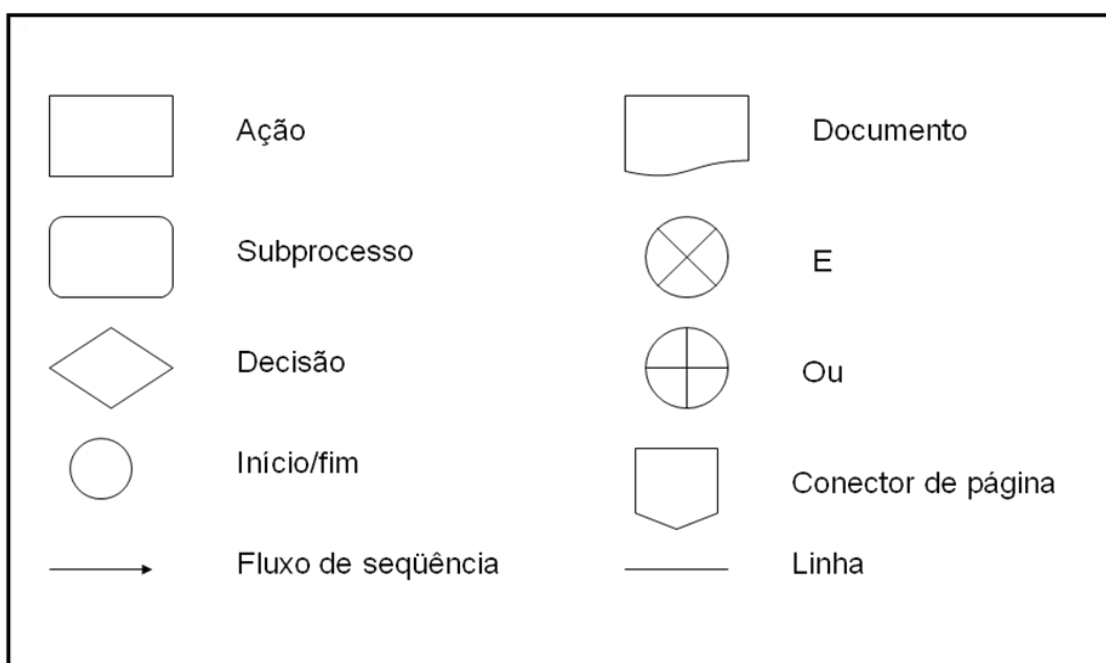 Ação
Documento
Subprocesso
E
Decisão
Ou
Início/fim
Conector de página
Fluxo de seqüência
Linha